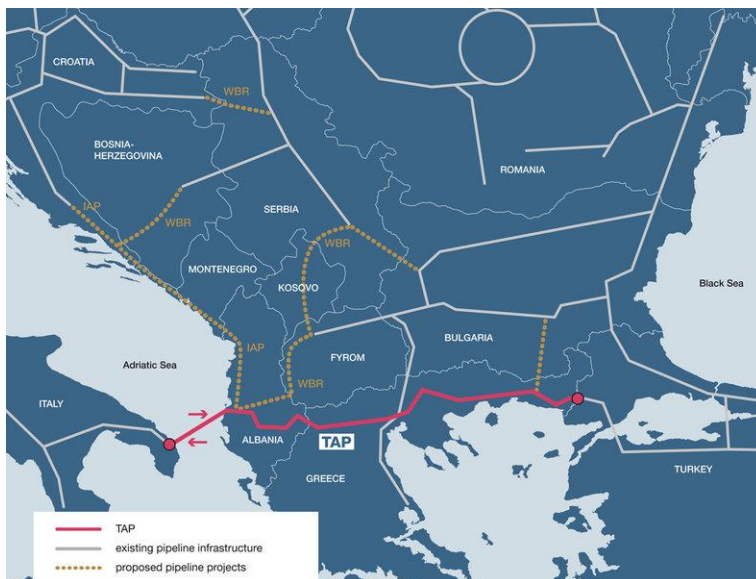 CROATIA
WBR
BOSNIA-
HERZEGOVINA
ROMANIA
IAP
WBR
SERBIA
WBR
MONTENEGRO
KOSOVO
Black Sea
Adriatic Sea
IAP
FYROM
BULGARIA
WBR
ITALY
ALBANIA
TAP
GREECE
TURKEY
TAP
existing pipeline infrastructure
proposed pipeline projects